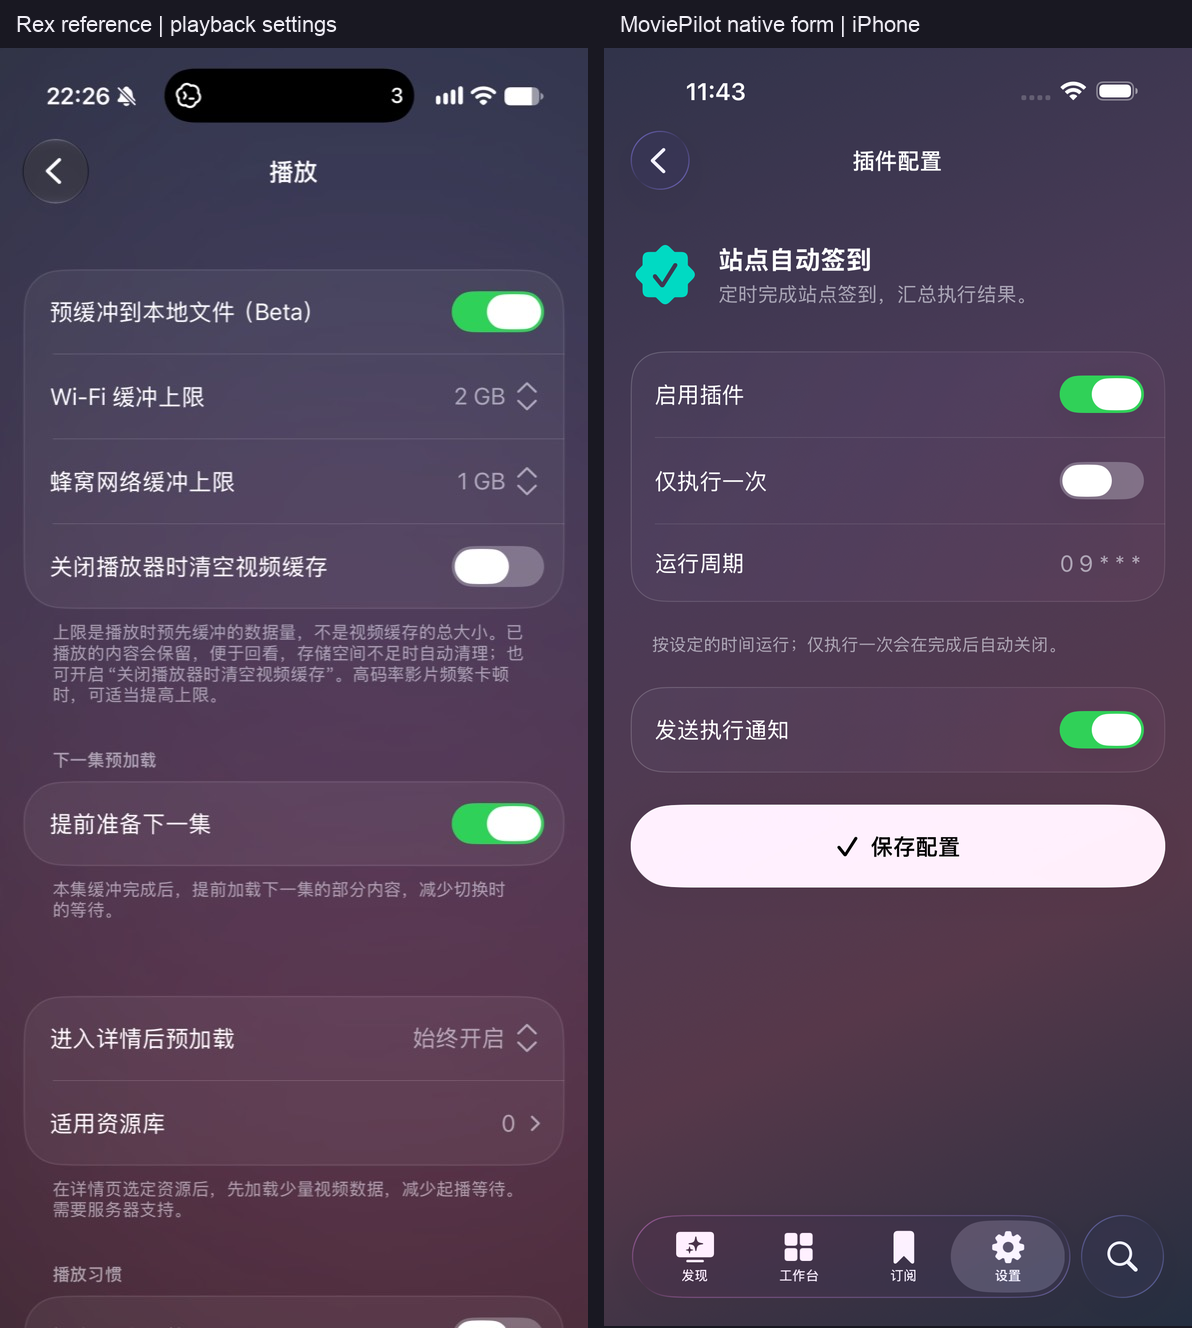 Rex reference | playback settings
22:26
3
播放
预缓冲到本地文件（Beta）
Wi-Fi 缓冲上限
2 GB
蜂窝网络缓冲上限
1 GB
关闭播放器时清空视频缓存
上限是播放时预先缓冲的数据量，不是视频缓存的总大小。已
播放的内容会保留，便于回看，存储空间不足时自动清理；也
可开启“关闭播放器时清空视频缓存”。高码率影片频繁卡顿
时，可适当提高上限。
下一集预加载
提前准备下一集
本集缓冲完成后，提前加载下一集的部分内容，减少切换时
的等待。
进入详情后预加载
始终开启
适用资源库
0
在详情页选定资源后，先加载少量视频数据，减少起播等待。
需要服务器支持。
播放习惯
MoviePilot native form | iPhone
11:43
插件配置
站点自动签到
定时完成站点签到，汇总执行结果。
启用插件
仅执行一次
运行周期
0 9 * * *
按设定的时间运行；仅执行一次会在完成后自动关闭。
发送执行通知
保存配置
发现
工作台
订阅
设置